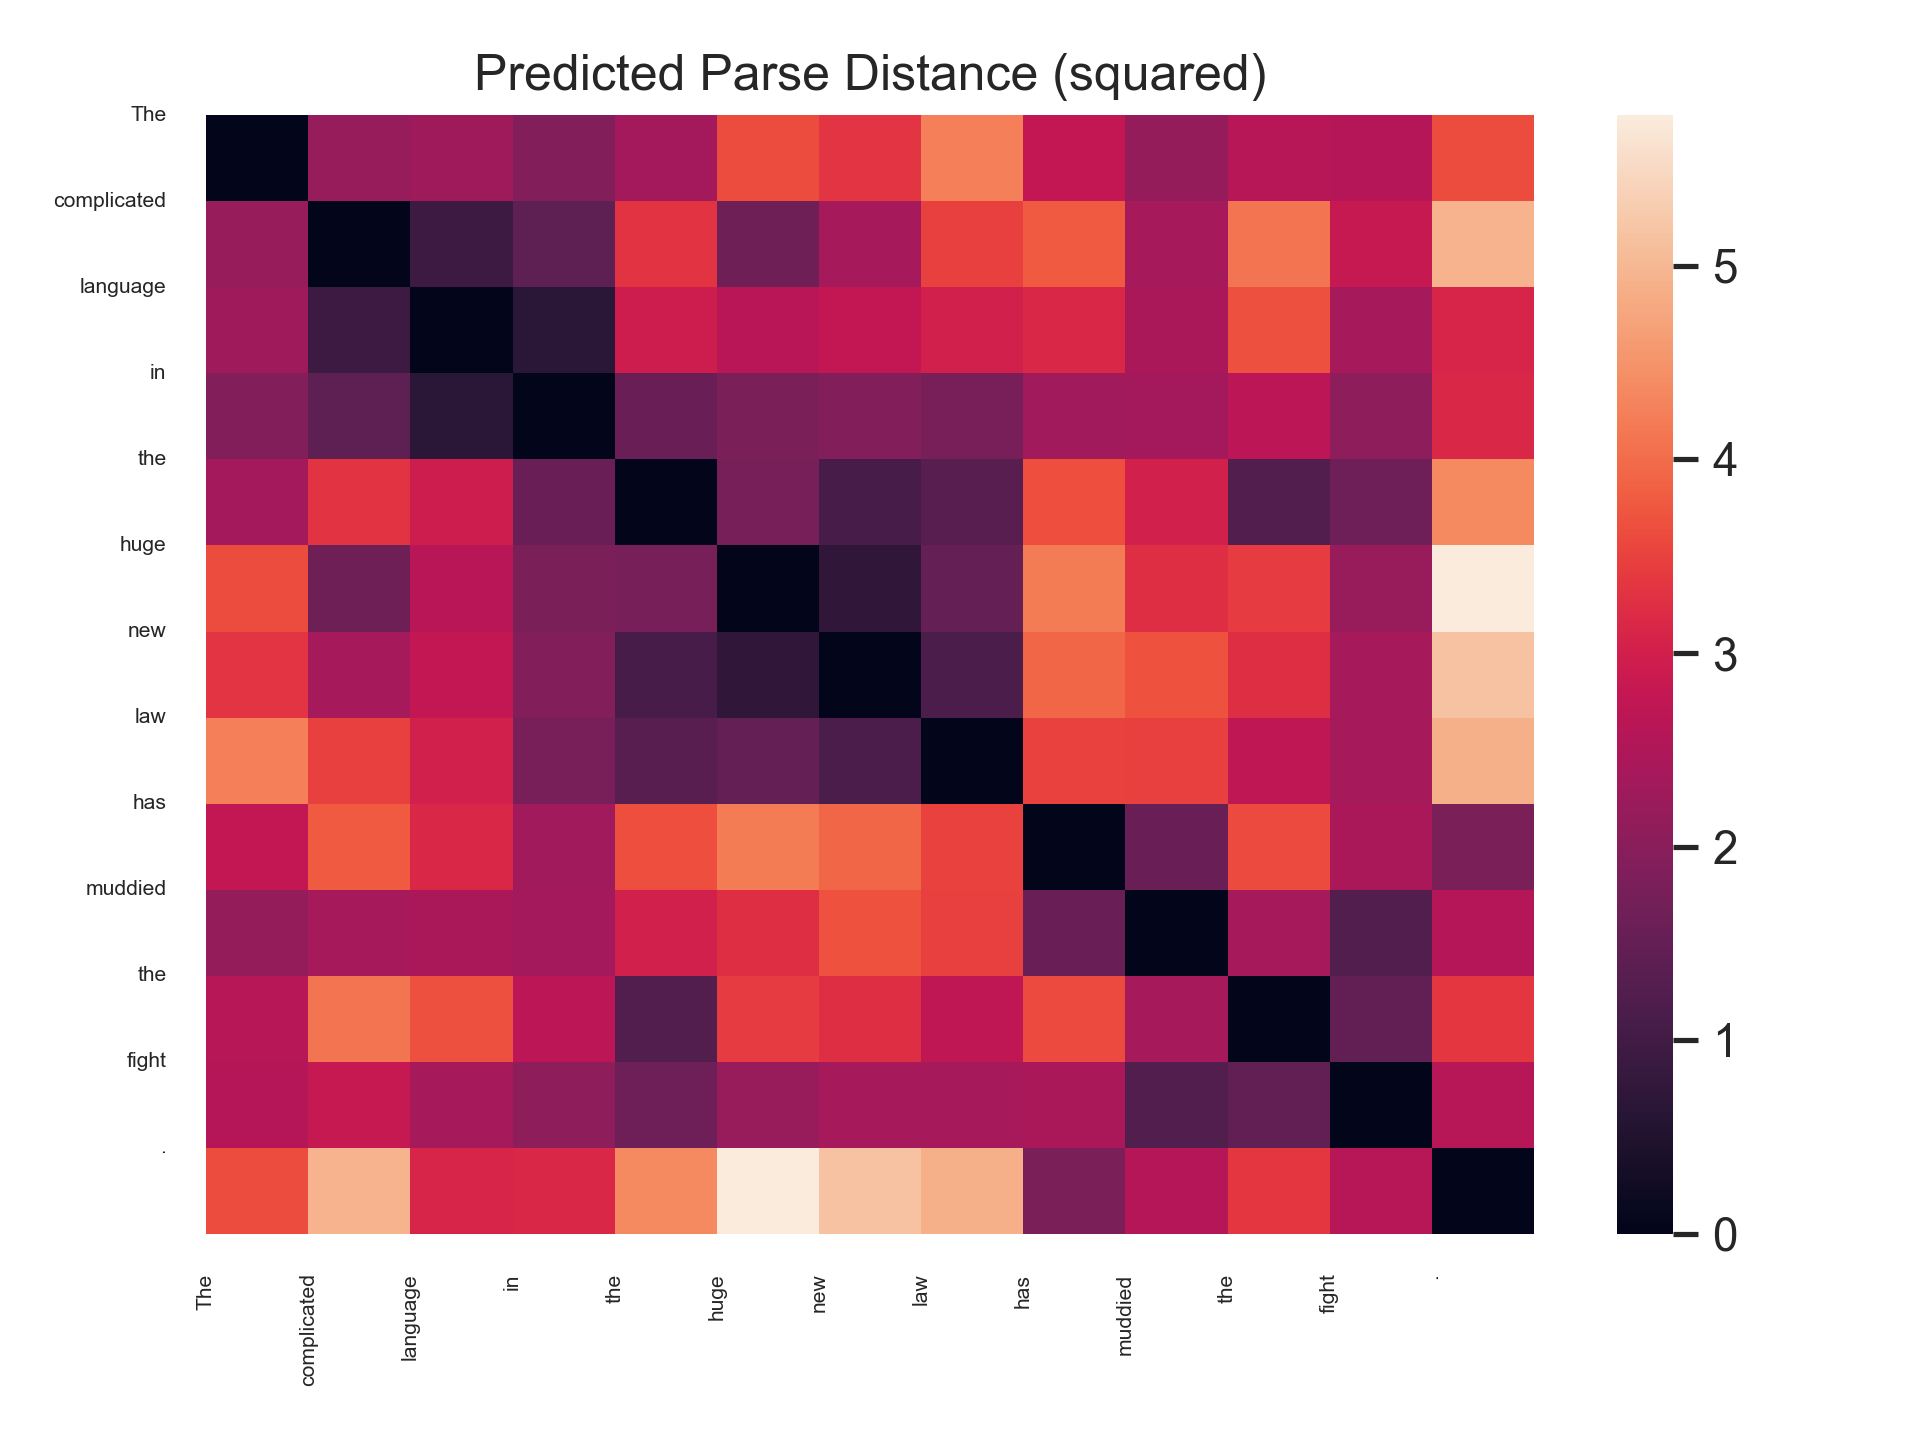 Predicted Parse Distance (squared)
The
complicated
language
in
the
huge
new
law
has
muddied
the
fight
.
5
4
3
2
1
0
The
complicated
language
in
the
huge
new
law
has
muddied
the
fight
.